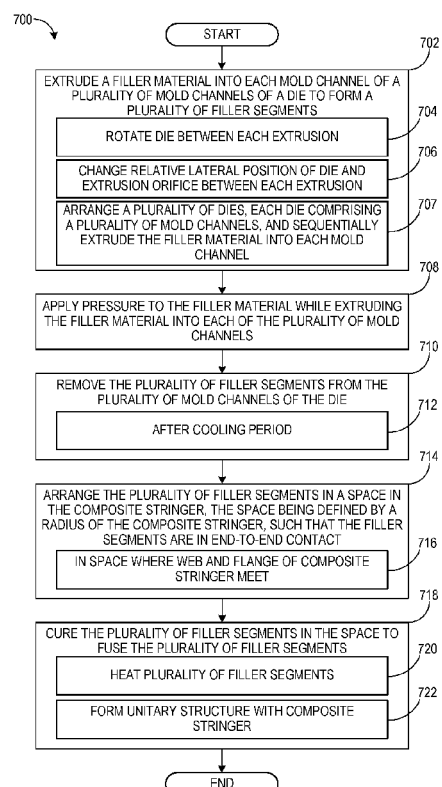 700
START
702
EXTRUDE A FILLER MATERIAL INTO EACH MOLD CHANNEL OF A
PLURALITY OF MOLD CHANNELS OF A DIE TO FORM A
PLURALITY OF FILLER SEGMENTS
704
ROTATE DIE BETWEEN EACH EXTRUSION
706
CHANGE RELATIVE LATERAL POSITION OF DIE AND
EXTRUSION ORIFICE BETWEEN EACH EXTRUSION
707
ARRANGE A PLURALITY OF DIES, EACH DIE COMPRISING
A PLURALITY OF MOLD CHANNELS, AND SEQUENTIALLY
EXTRUDE THE FILLER MATERIAL INTO EACH MOLD
CHANNEL
708
APPLY PRESSURE TO THE FILLER MATERIAL WHILE EXTRUDING
THE FILLER MATERIAL INTO EACH OF THE PLURALITY OF MOLD
CHANNELS
710
REMOVE THE PLURALITY OF FILLER SEGMENTS FROM THE
PLURALITY OF MOLD CHANNELS OF THE DIE
712
AFTER COOLING PERIOD
714
ARRANGE THE PLURALITY OF FILLER SEGMENTS IN A SPACE IN
THE COMPOSITE STRINGER, THE SPACE BEING DEFINED BY A
RADIUS OF THE COMPOSITE STRINGER, SUCH THAT THE FILLER
SEGMENTS ARE IN END-TO-END CONTACT
716
IN SPACE WHERE WEB AND FLANGE OF COMPOSITE
STRINGER MEET
718
CURE THE PLURALITY OF FILLER SEGMENTS IN THE SPACE TO
FUSE THE PLURALITY OF FILLER SEGMENTS
720
HEAT PLURALITY OF FILLER SEGMENTS
722
FORM UNITARY STRUCTURE WITH COMPOSITE
STRINGER
END